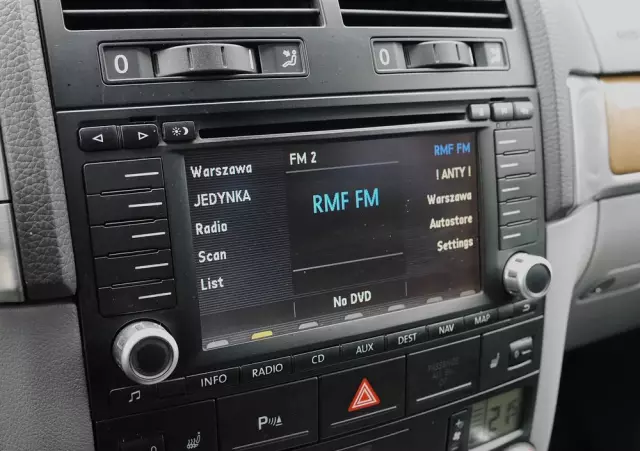 0
0
FM 2
RMF FM
Warszawa
! ANTY !
JEDYNKA
RMF FM
Warszawa
Radio
Autostore
Scan
Settings
List
No DVD
INFO
RADIO
CD
AUX
DEST
NAV
MAP
P
21